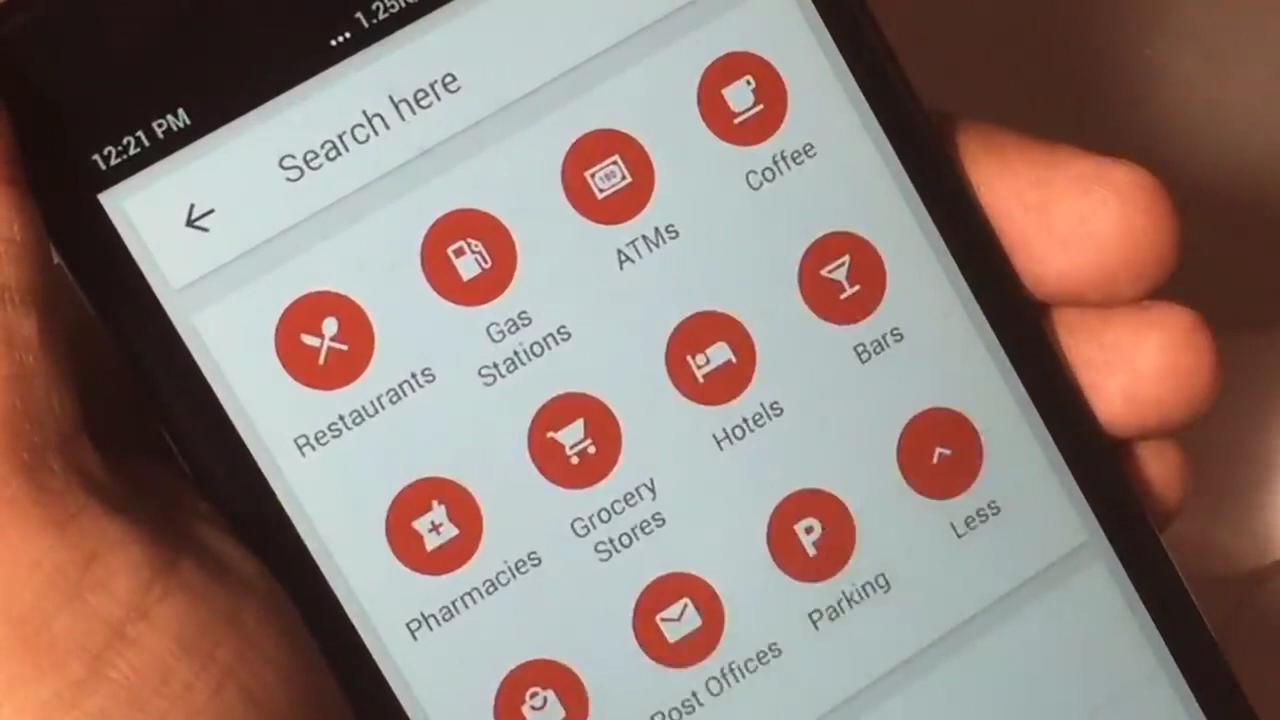 12:21 PM
Search here
Restaurants
Gas
Stations
ATMs
Coffee
Pharmacies
Grocery
Stores
Hotels
Bars
Post Offices
Parking
Less